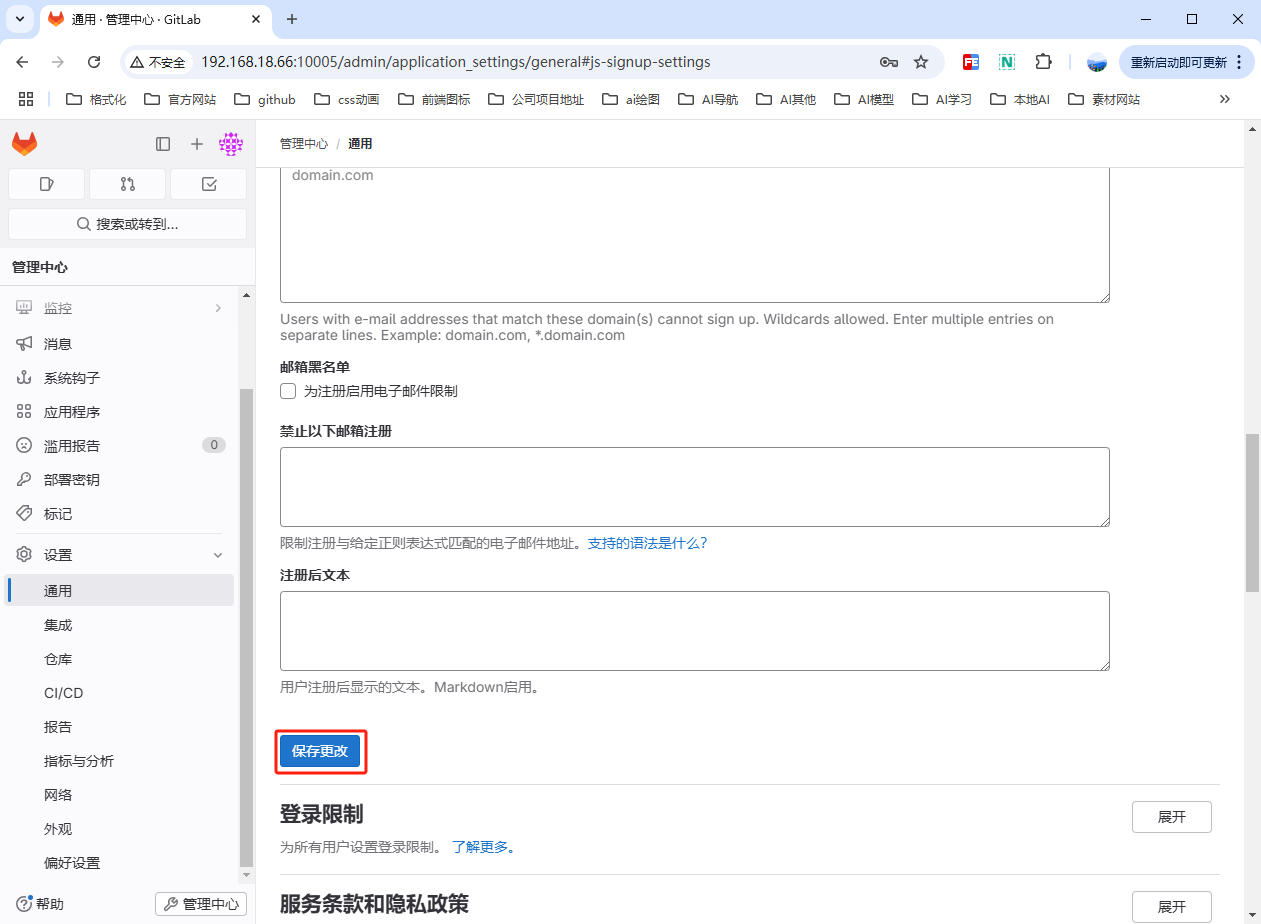 通用 · 管理中心 · GitLab
不安全
192.168.18.66:10005/admin/application_settings/general#js-signup-settings
重新启动即可更新
格式化
官方网站
github
css动画
前端图标
公司项目地址
ai绘图
AI导航
AI其他
AI模型
AI学习
本地AI
素材网站
管理中心 / 通用
搜索或转到...
管理中心
监控
消息
系统钩子
应用程序
滥用报告 0
部署密钥
标记
设置
通用
集成
仓库
CI/CD
报告
指标与分析
网络
外观
偏好设置
帮助
管理中心
domain.com
Users with e-mail addresses that match these domain(s) cannot sign up. Wildcards allowed. Enter multiple entries on
separate lines. Example: domain.com, *.domain.com
邮箱黑名单
为注册启用电子邮件限制
禁止以下邮箱注册
限制注册与给定正则表达式匹配的电子邮件地址。支持的语法是什么?
注册后文本
用户注册后显示的文本。Markdown启用。
保存更改
登录限制
展开
为所有用户设置登录限制。 了解更多。
服务条款和隐私政策
展开